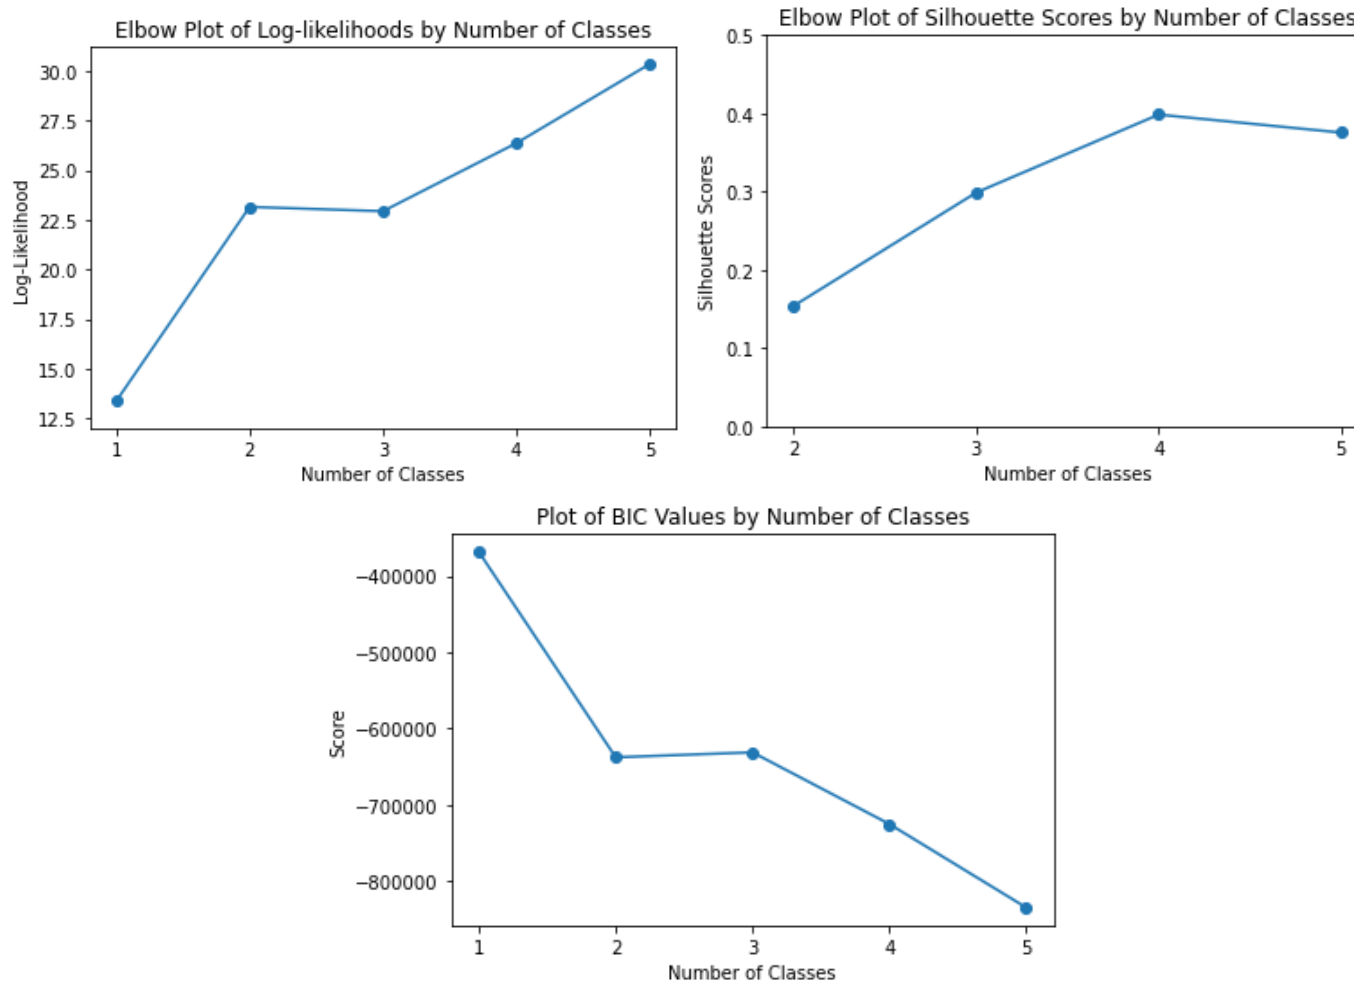 Elbow Plot of Log-likelihoods by Number of Classes
30.0
27.5
25.0
22.5
20.0
17.5
15.0
12.5
Log-Likelihood
1 2 3 4 5
Number of Classes
Elbow Plot of Silhouette Scores by Number of Classes
0.5
0.4
0.3
0.2
0.1
0.0
Silhouette Scores
2 3 4 5
Number of Classes
Plot of BIC Values by Number of Classes
−400000
−500000
−600000
−700000
−800000
Score
1 2 3 4 5
Number of Classes